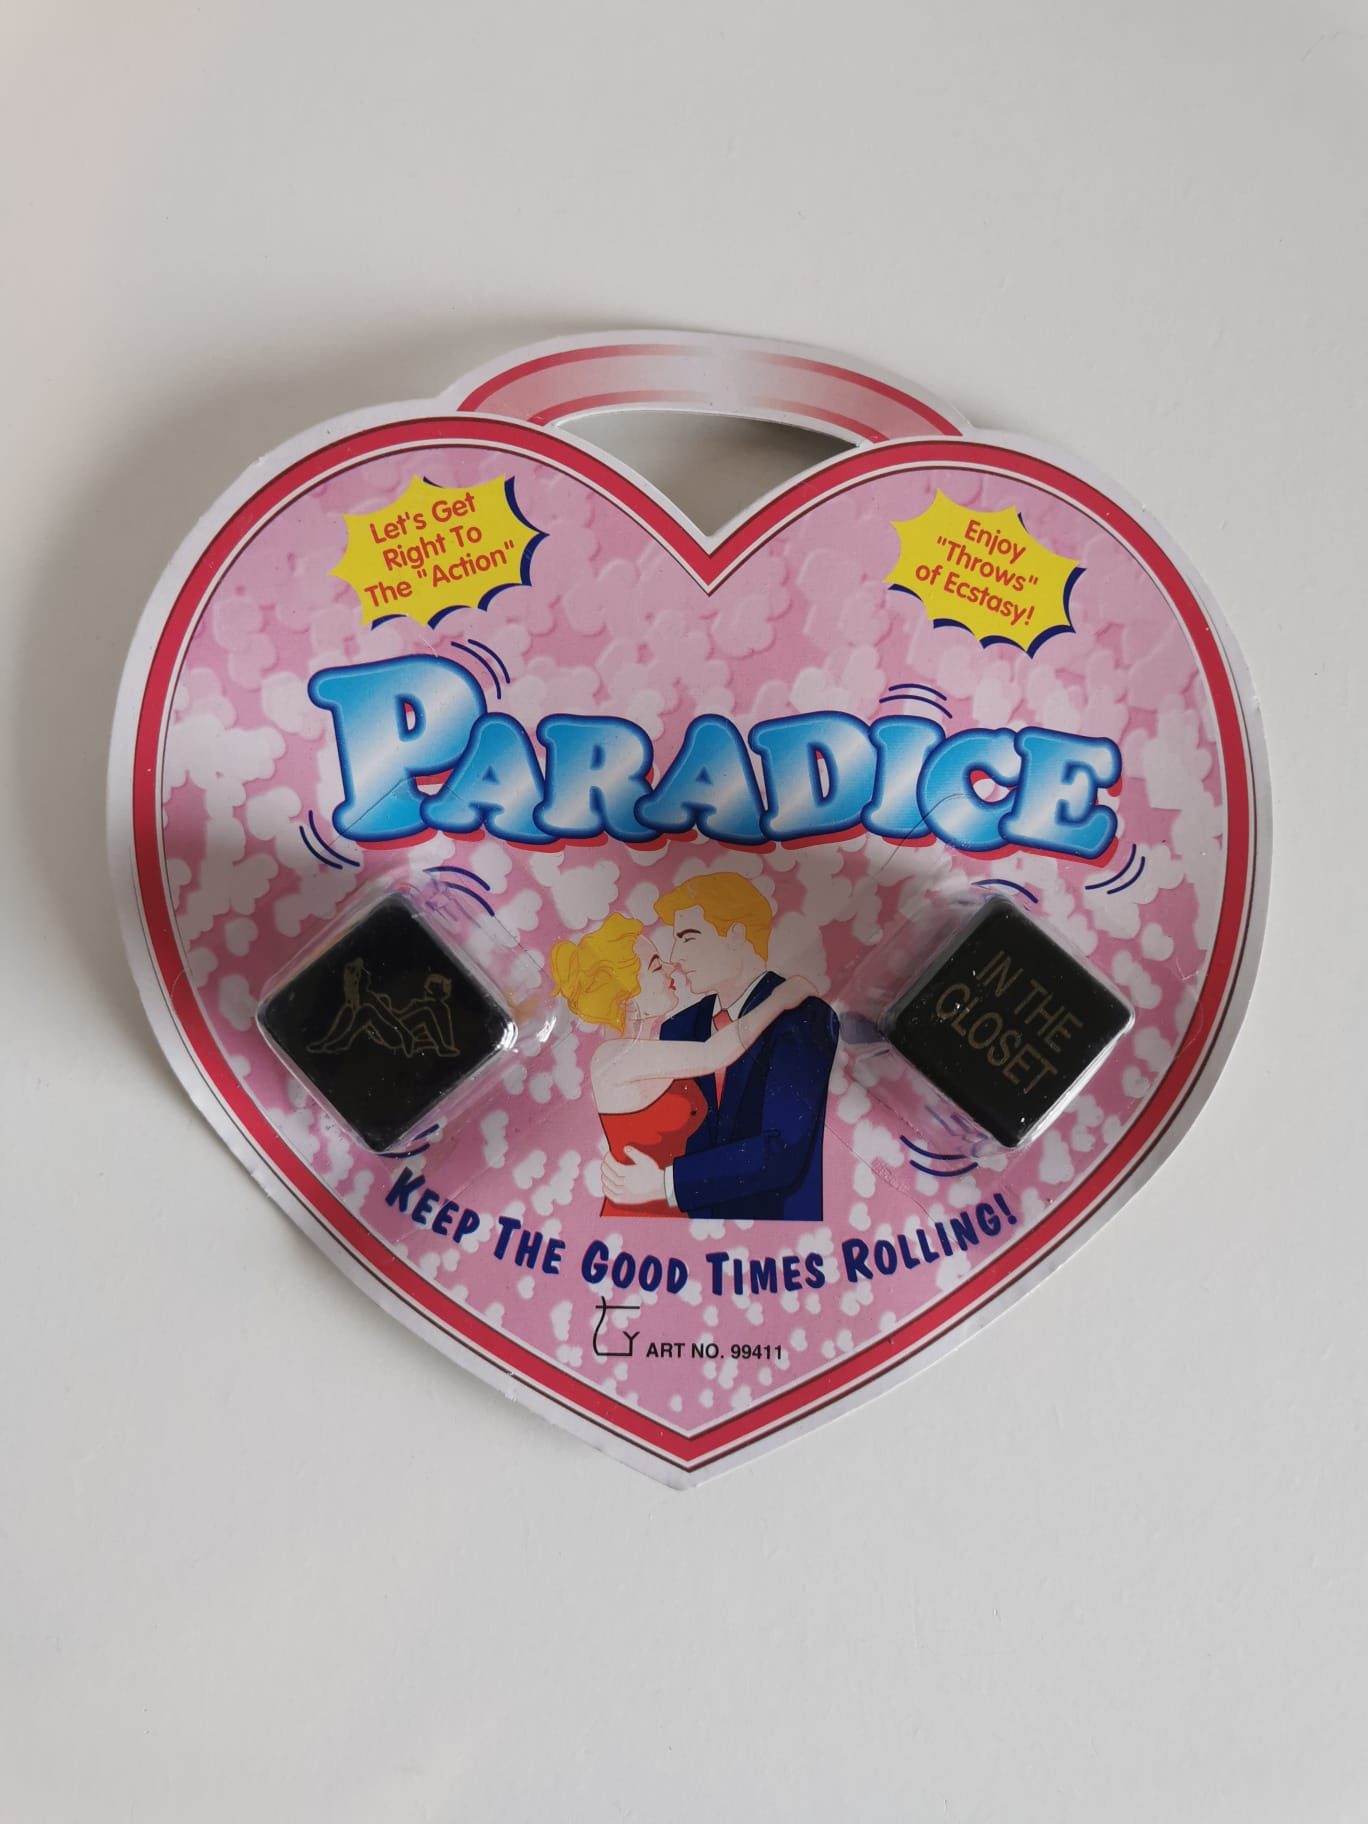 Let's Get
Right To
The "Action"
Enjoy
"Throws"
of Ecstasy!
PARADICE
IN THE
CLOSET
KEEP THE GOOD TIMES ROLLING!
ART NO. 99411